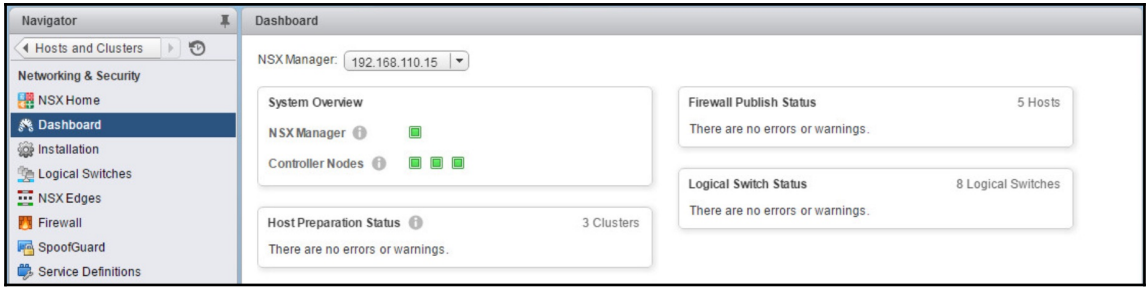 Navigator
Hosts and Clusters
Networking & Security
NSX Home
Dashboard
Installation
Logical Switches
NSX Edges
Firewall
SpoofGuard
Service Definitions
Dashboard
NSX Manager: 192.168.110.15
System Overview
NSX Manager
Controller Nodes
Host Preparation Status 3 Clusters
There are no errors or warnings.
Firewall Publish Status 5 Hosts
There are no errors or warnings.
Logical Switch Status 8 Logical Switches
There are no errors or warnings.